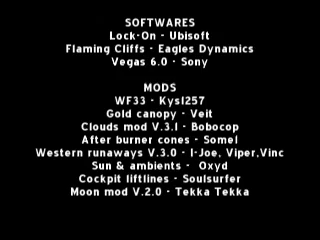 SOFTWARES
Lock-On - Ubisoft
Flaming Cliffs - Eagles Dynamics
Vegas 6.0 - Sony
MODS
WF33 - Kysl257
Gold canopy - Veit
Clouds mod V.3.1 - Bobocop
After burner cones - Somel
Western runaways V.3.0 - I-Joe, Viper,Vinc
Sun & ambients - Oxyd
Cockpit liftlines - Soulsurfer
Moon mod V.2.0 - Tekka Tekka